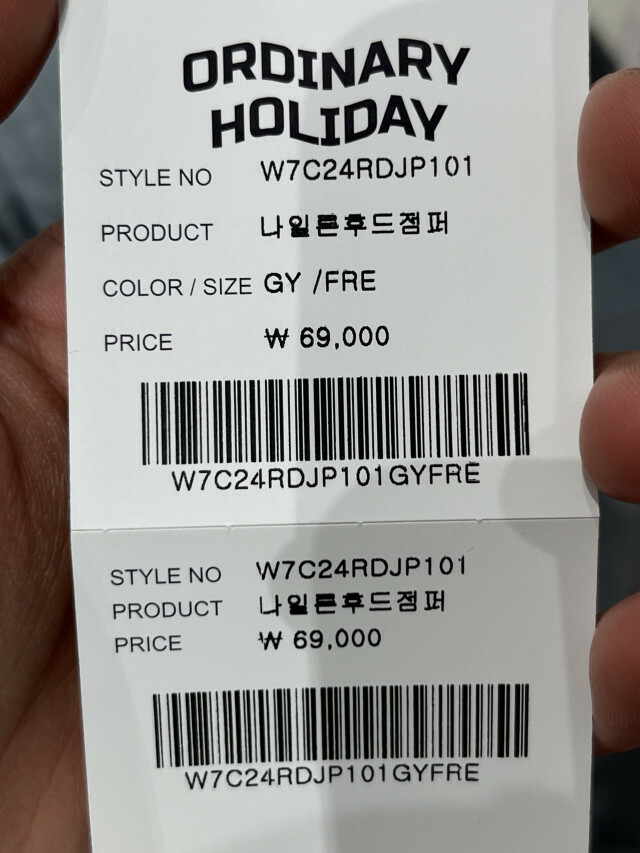 ORDINARY
HOLIDAY
STYLE NO W7C24RDJP101
PRODUCT 나일론후드점퍼
COLOR / SIZE GY /FRE
PRICE ₩ 69,000
W7C24RDJP101GYFRE
STYLE NO W7C24RDJP101
PRODUCT 나일론후드점퍼
PRICE ₩ 69,000
W7C24RDJP101GYFRE